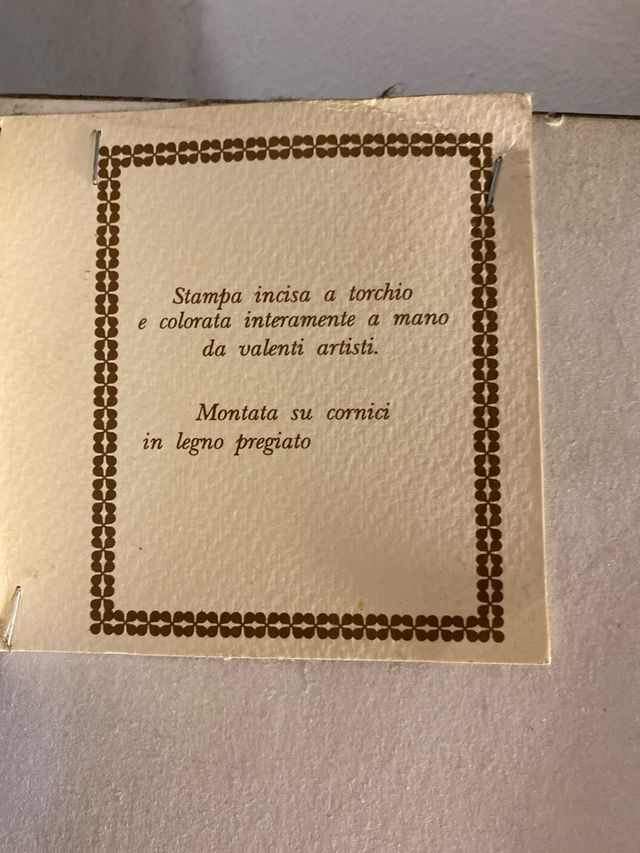 Stampa incisa a torchio
e colorata interamente a mano
da valenti artisti.
Montata su cornici
in legno pregiato